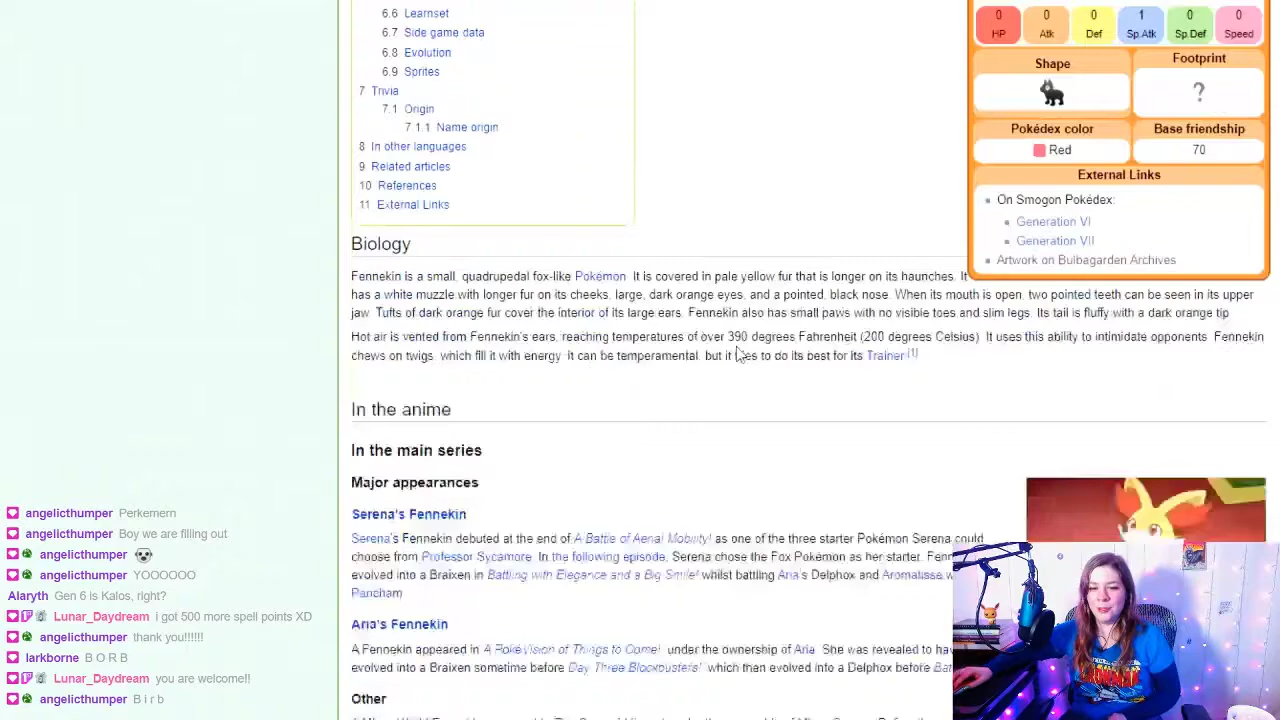 6.6 Learnset
6.7 Side game data
6.8 Evolution
6.9 Sprites
7 Trivia
7.1 Origin
7.1.1 Name origin
8 In other languages
9 Related articles
10 References
11 External Links
0 0 0 1 0 0
HP Atk Def Sp.Atk Sp.Def Speed
Shape Footprint
?
Pokédex color Base friendship
Red 70
External Links
On Smogon Pokédex:
Generation VI
Generation VII
Artwork on Bulbagarden Archives
Biology
Fennekin is a small, quadrupedal fox-like Pokémon. It is covered in pale yellow fur that is longer on its haunches. It
has a white muzzle with longer fur on its cheeks, large, dark orange eyes, and a pointed, black nose. When its mouth is open, two pointed teeth can be seen in its upper
jaw. Tufts of dark orange fur cover the interior of its large ears. Fennekin also has small paws with no visible toes and slim legs. Its tail is fluffy with a dark orange tip.
Hot air is vented from Fennekin's ears, reaching temperatures of over 390 degrees Fahrenheit (200 degrees Celsius). It uses this ability to intimidate opponents. Fennekin
chews on twigs, which fill it with energy. It can be temperamental, but it tries to do its best for its Trainer.[1]
In the anime
In the main series
Major appearances
Serena's Fennekin
Serena's Fennekin debuted at the end of A Battle of Aerial Mobility! as one of the three starter Pokémon Serena could
choose from Professor Sycamore. In the following episode, Serena chose the Fox Pokémon as her starter. Fenn
evolved into a Braixen in Battling with Elegance and a Big Smile! whilst battling Aria's Delphox and Aromatisse w
Pancham.
Aria's Fennekin
A Fennekin appeared in A PokéVision of Things to Come! under the ownership of Aria. She was revealed to hav
evolved into a Braixen sometime before Day Three Blockbusters! which then evolved into a Delphox before Bat
Other
angelicthumper Perkemern
angelicthumper Boy we are filling out
angelicthumper
angelicthumper YOOOOOO
Alaryth Gen 6 is Kalos, right?
Lunar_Daydream i got 500 more spell points XD
angelicthumper thank you!!!!!!
larkborne B O R B
Lunar_Daydream you are welcome!!
angelicthumper B i r b